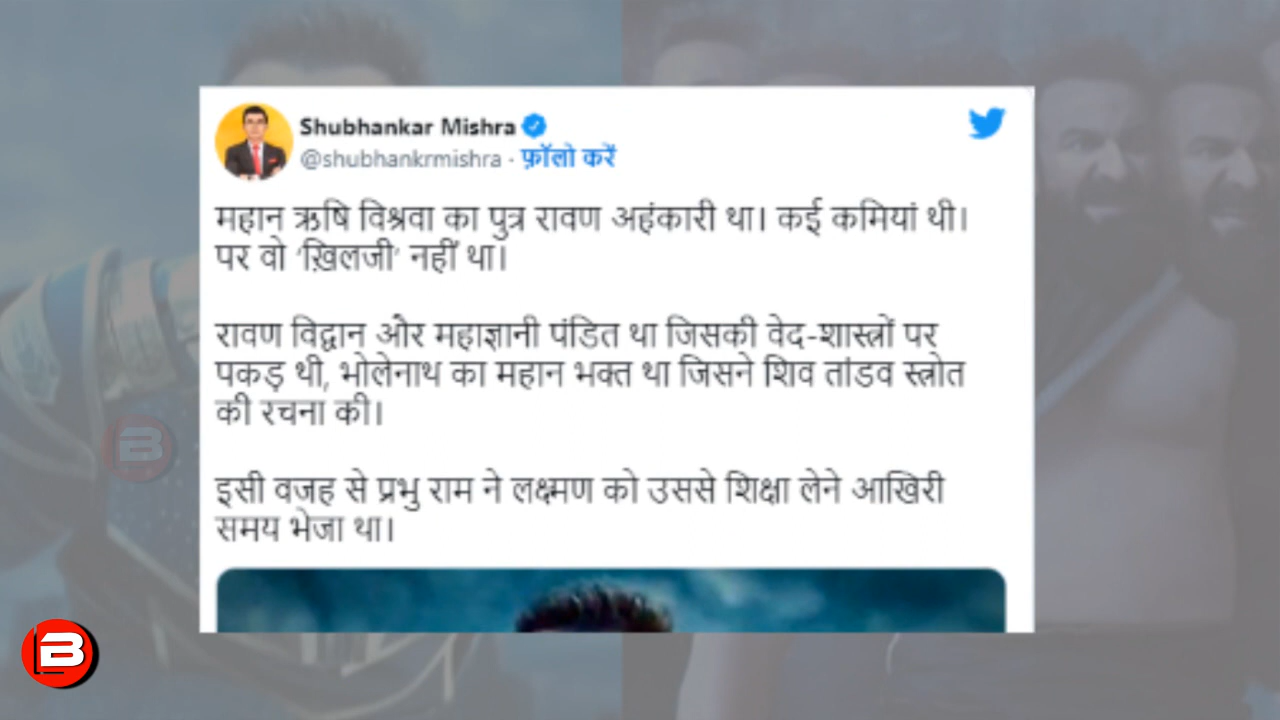 Shubhankar Mishra
@shubhankrmishra · फ़ॉलो करें
महान ऋषि विश्रवा का पुत्र रावण अहंकारी था। कई कमियां थी।
पर वो ‘ख़िलजी’ नहीं था।
रावण विद्वान और महाज्ञानी पंडित था जिसकी वेद-शास्त्रों पर
पकड़ थी, भोलेनाथ का महान भक्त था जिसने शिव तांडव स्त्रोत
की रचना की।
इसी वजह से प्रभु राम ने लक्ष्मण को उससे शिक्षा लेने आखिरी
समय भेजा था।
B
B